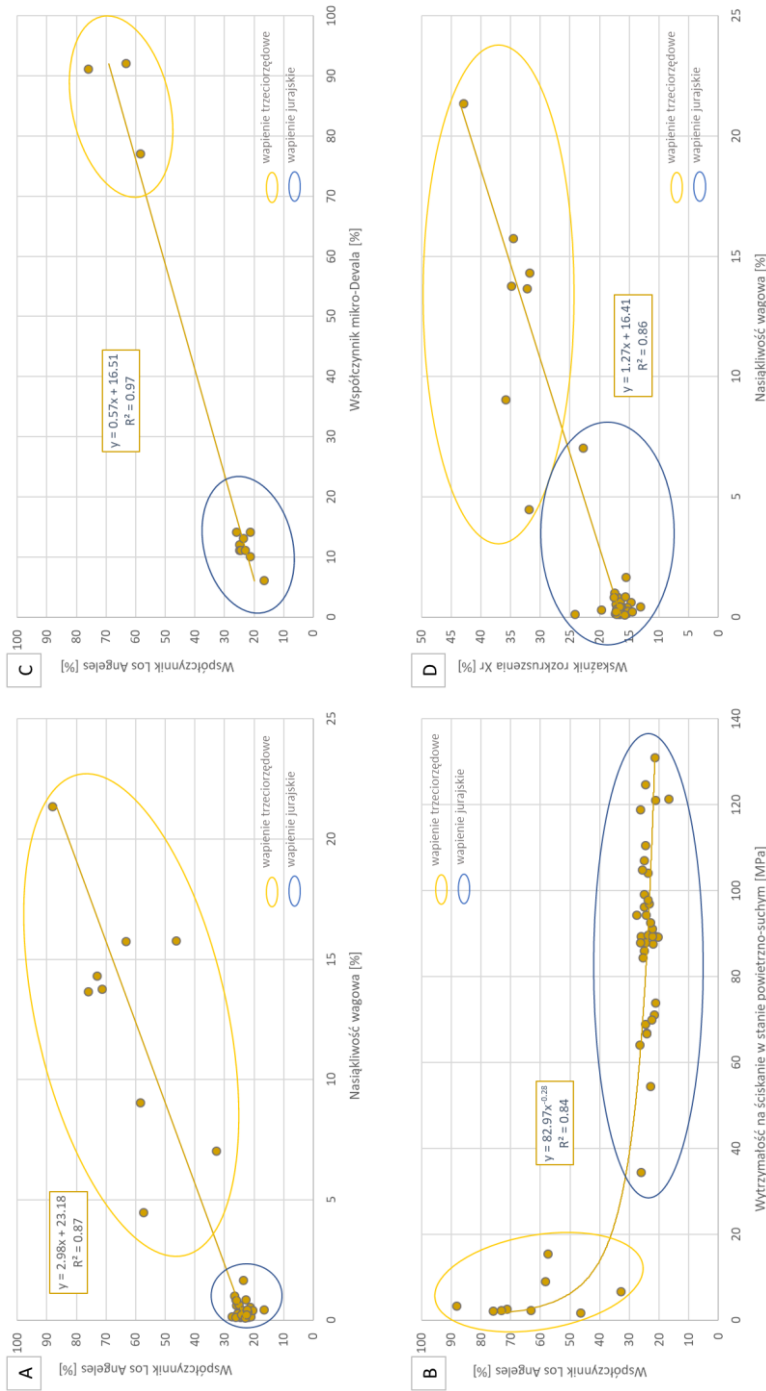 A
Współczynnik Los Angeles [%]
100
90
80
70
60
50
40
30
20
10
0
y = 2.98x + 23.18
R² = 0.87
wapienie trzeciorzędowe
wapienie jurajskie
0
5
10
15
20
25
Nasiąkliwość wagowa [%]
C
Współczynnik Los Angeles [%]
100
90
80
70
60
50
40
30
20
10
0
y = 0.57x + 16.51
R² = 0.97
wapienie trzeciorzędowe
wapienie jurajskie
0
10
20
30
40
50
60
70
80
90
100
Współczynnik mikro-Devala [%]
B
Współczynnik Los Angeles [%]
100
90
80
70
60
50
40
30
20
10
0
y = 82.97x⁻⁰·²⁸
R² = 0.84
wapienie trzeciorzędowe
wapienie jurajskie
0
20
40
60
80
100
120
140
Wytrzymałość na ściskanie w stanie powietrzno-suchym [MPa]
D
Wskaźnik rozkruszenia Xr [%]
50
45
40
35
30
25
20
15
10
5
0
y = 1.27x + 16.41
R² = 0.86
wapienie trzeciorzędowe
wapienie jurajskie
0
5
10
15
20
25
Nasiąkliwość wagowa [%]